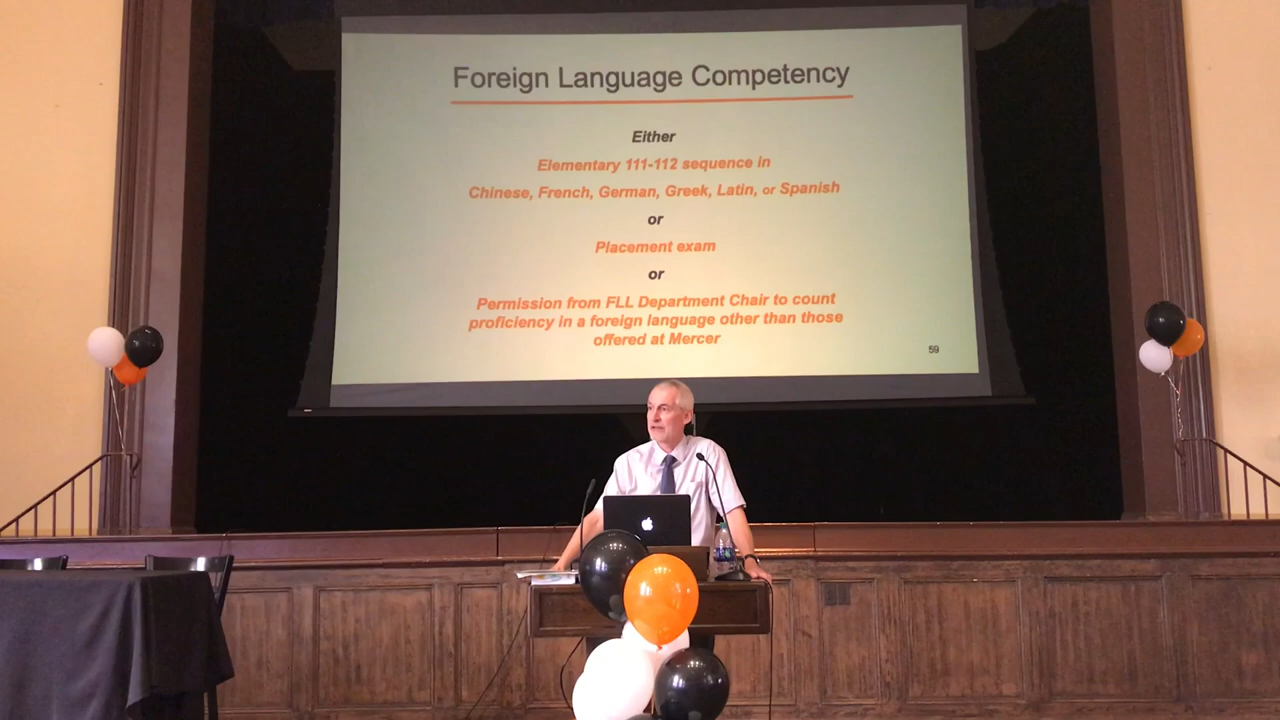 Foreign Language Competency
Either
Elementary 111-112 sequence in
Chinese, French, German, Greek, Latin, or Spanish
or
Placement exam
or
Permission from FLL Department Chair to count
proficiency in a foreign language other than those
offered at Mercer
59